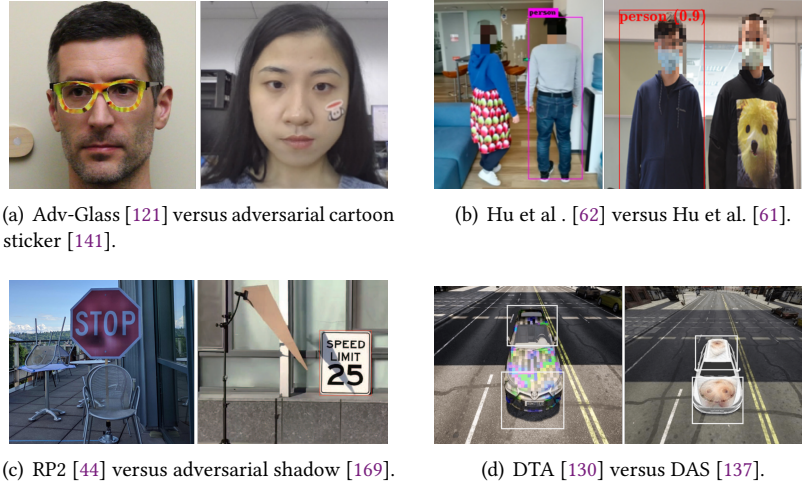 person
person (0.9)
(a) Adv-Glass [121] versus adversarial cartoon
sticker [141].
(b) Hu et al . [62] versus Hu et al. [61].
STOP
SPEED
LIMIT
25
(c) RP2 [44] versus adversarial shadow [169].
(d) DTA [130] versus DAS [137].